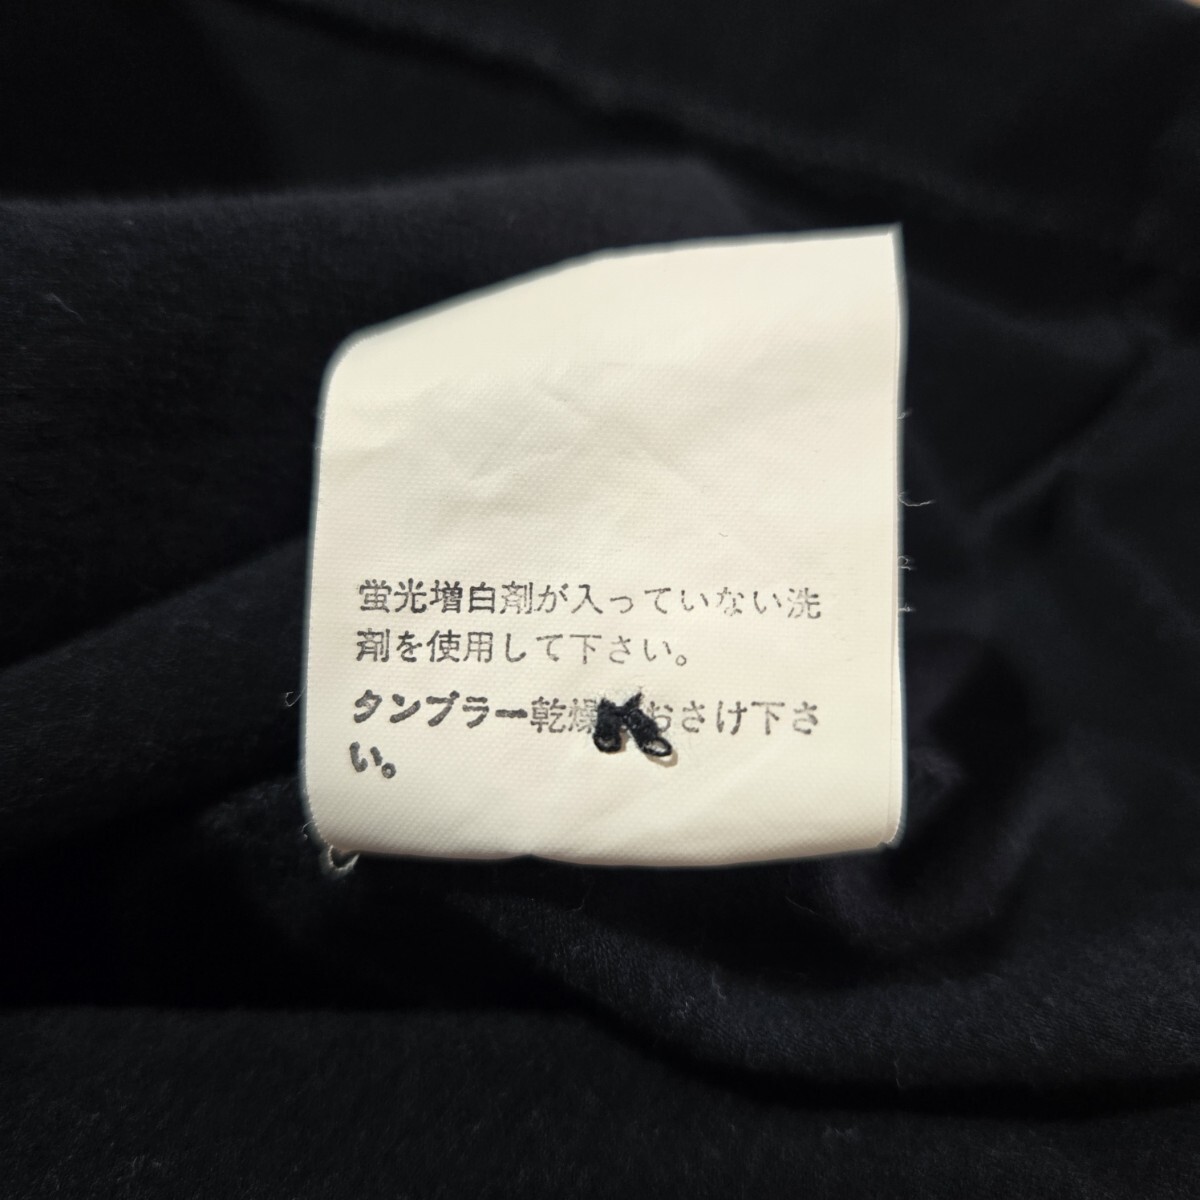 蛍光増白剤が入っていない洗
剤を使用して下さい。
タンブラー乾燥おさけ下さ
い。